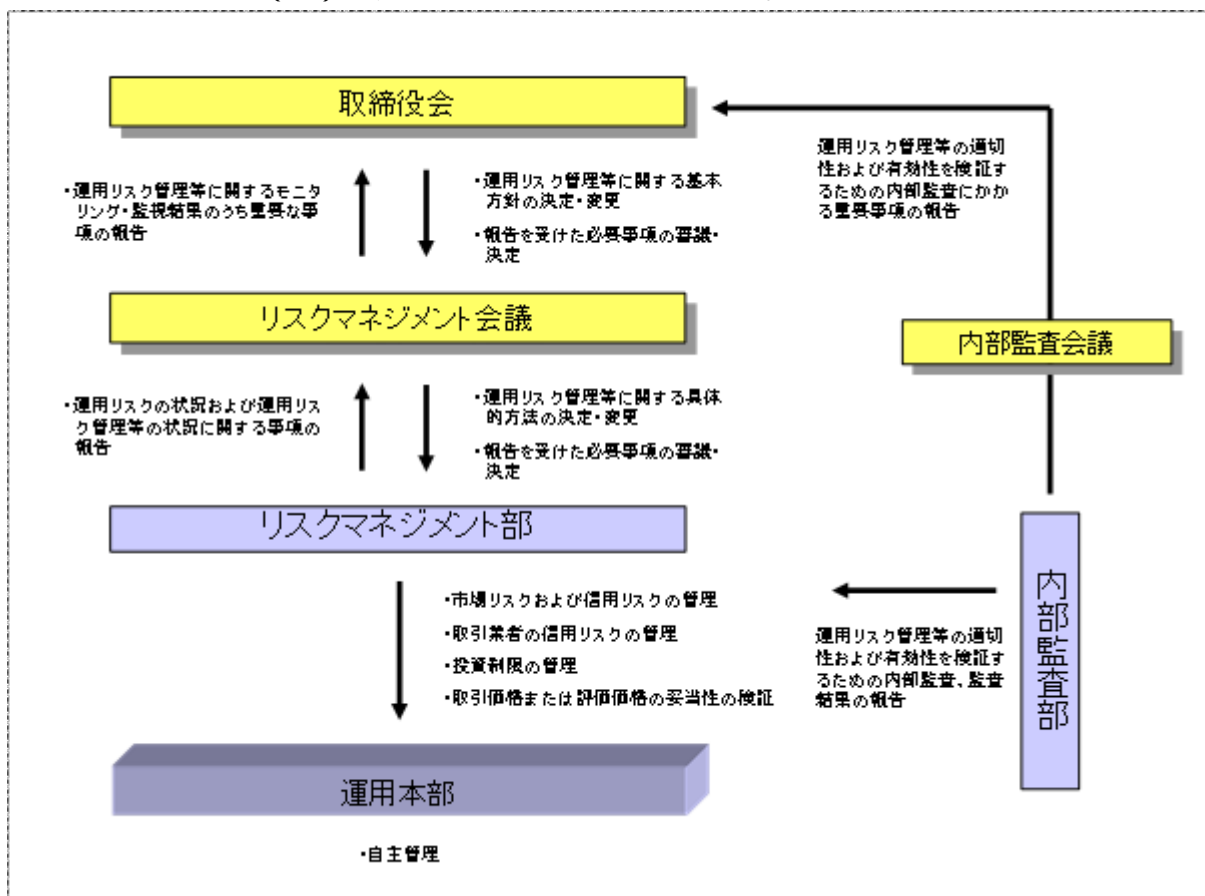 取締役会
・運用リスク管理等に関するモニタ
リング・監視結果のうち重要な事
項の報告
・運用リスク管理等に関する基本
方針の決定・変更
・報告を受けた必要事項の審議・
決定
運用リスク管理等の適切
性および有効性を検証す
るための内部監査にかか
る重要事項の報告
リスクマネジメント会議
内部監査会議
・運用リスクの状況および運用リス
ク管理等の状況に関する事項の
報告
・運用リスク管理等に関する具体
的方法の決定・変更
・報告を受けた必要事項の審議・
決定
リスクマネジメント部
内部監査部
・市場リスクおよび信用リスクの管理
・取引業者の信用リスクの管理
・投資制限の管理
・取引価格または評価価格の妥当性の検証
運用リスク管理等の適切
性および有効性を検証す
るための内部監査、監査
結果の報告
運用本部
・自主管理